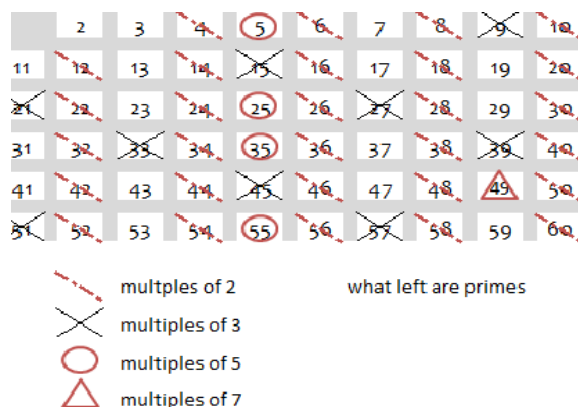 2 3 4 5 6 7 8 9 10
11 12 13 14 15 16 17 18 19 20
21 22 23 24 25 26 27 28 29 30
31 32 33 34 35 36 37 38 39 40
41 42 43 44 45 46 47 48 49 50
51 52 53 54 55 56 57 58 59 60
multples of 2 what left are primes
multiples of 3
multiples of 5
multiples of 7